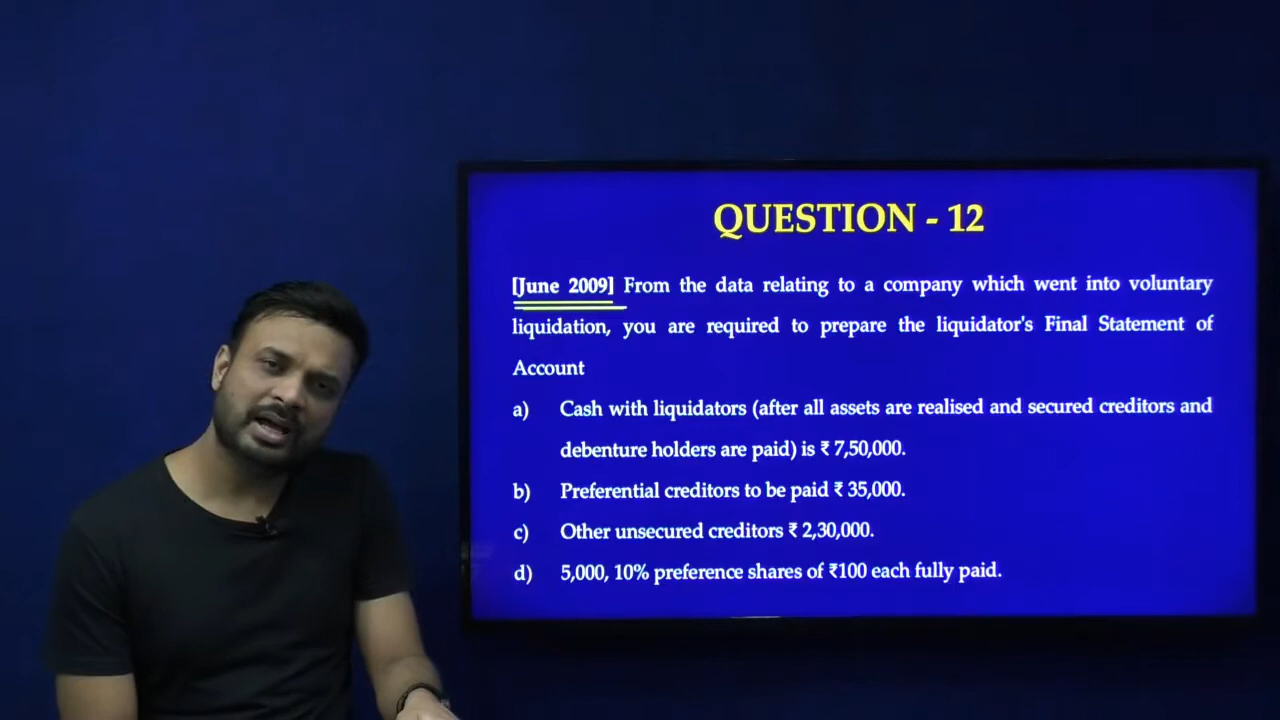 QUESTION - 12
[June 2009] From the data relating to a company which went into voluntary
liquidation, you are required to prepare the liquidator's Final Statement of
Account
a) Cash with liquidators (after all assets are realised and secured creditors and
debenture holders are paid) is ₹ 7,50,000.
b) Preferential creditors to be paid ₹ 35,000.
c) Other unsecured creditors ₹ 2,30,000.
d) 5,000, 10% preference shares of ₹100 each fully paid.